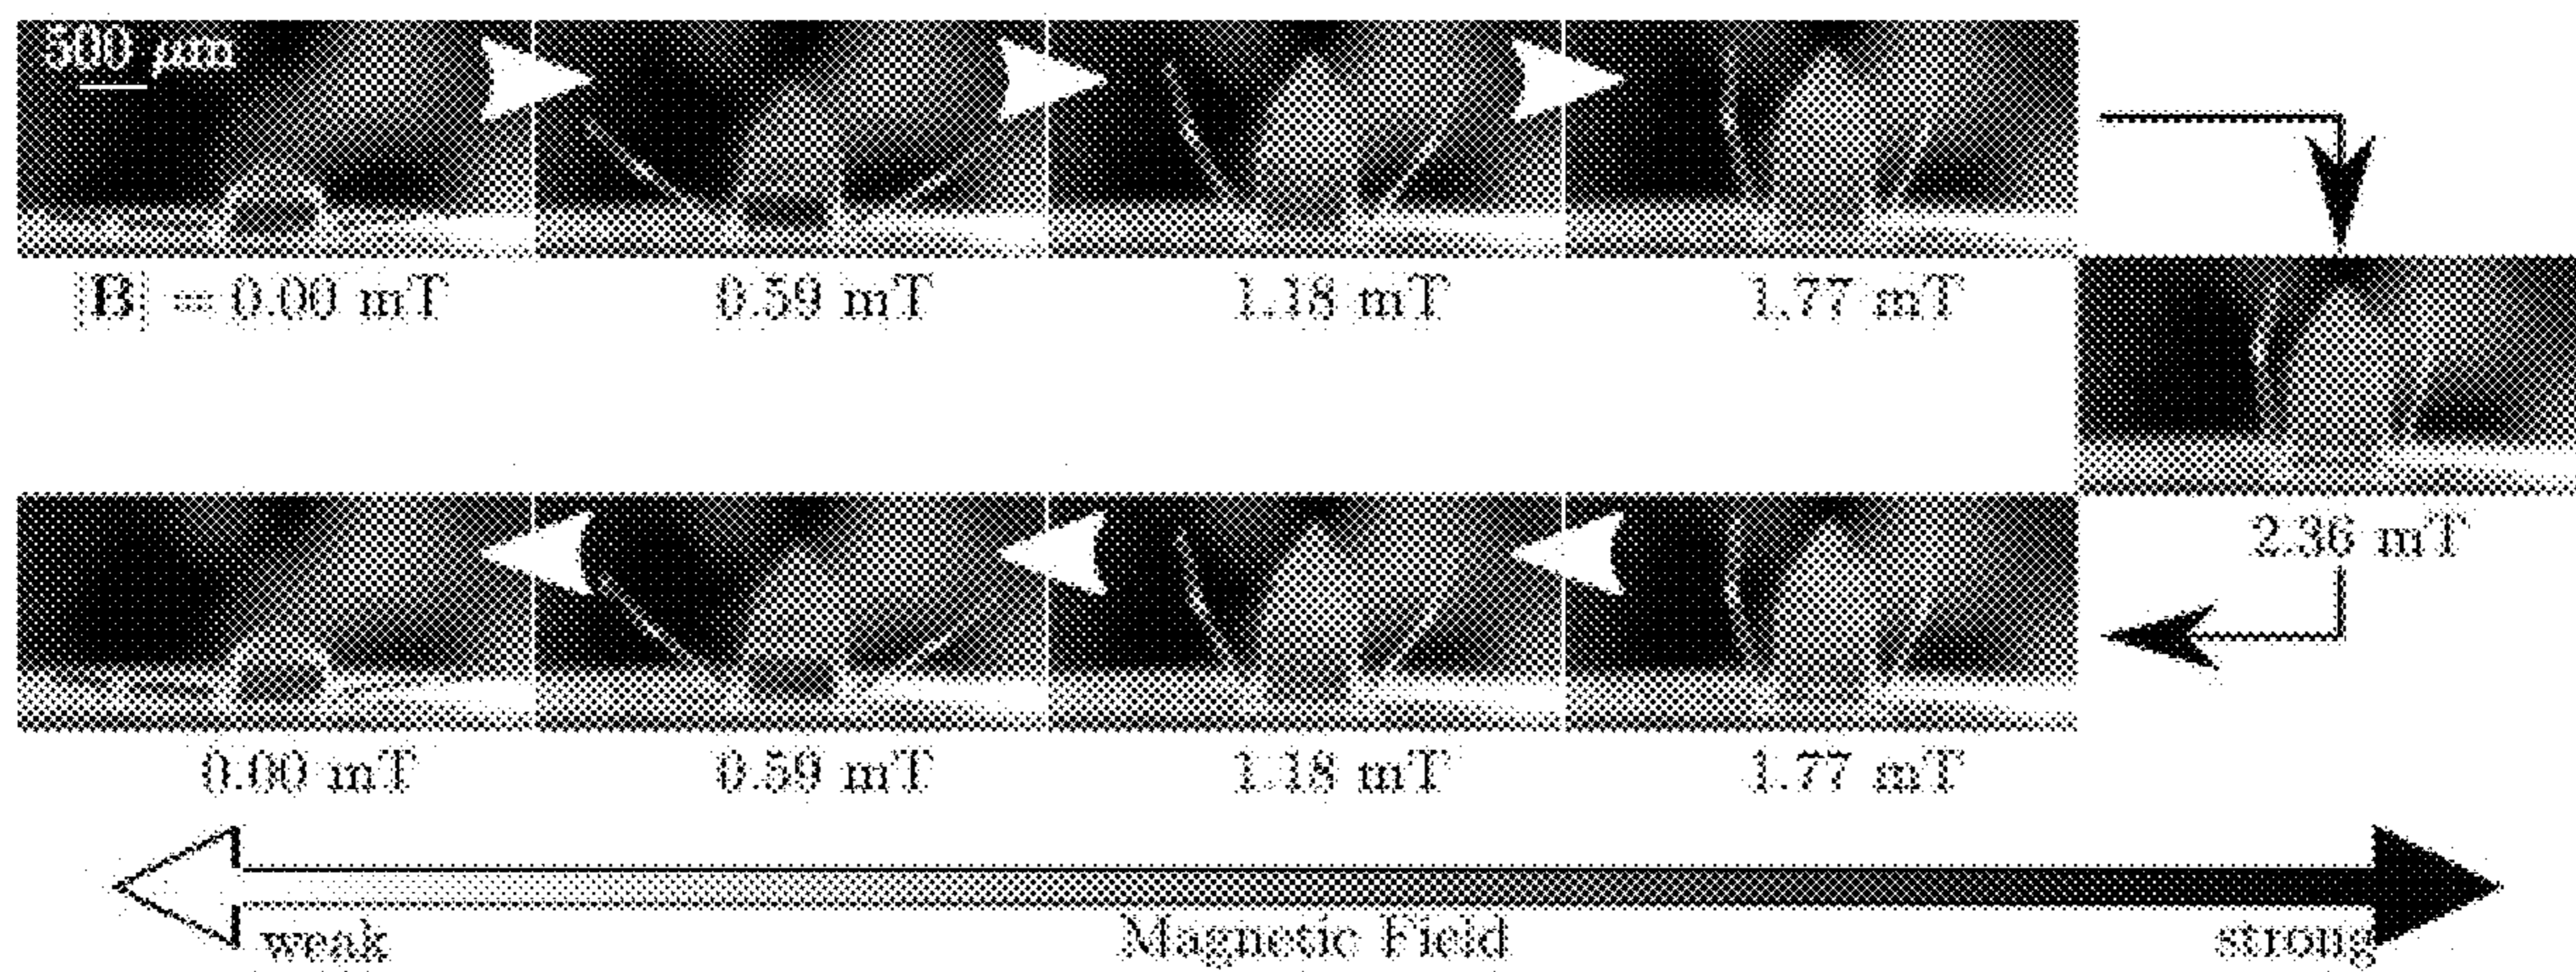 500 μm
|B| = 0.00 mT
0.59 mT
1.18 mT
1.77 mT
2.36 mT
0.00 mT
0.59 mT
1.18 mT
1.77 mT
weak
Magnetic Field
strong